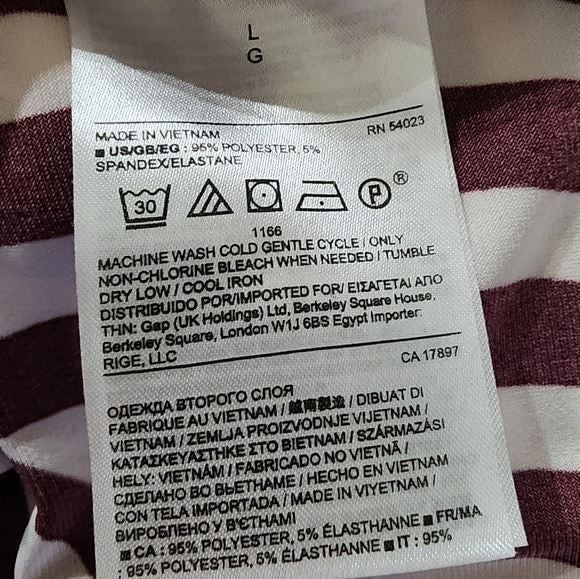 L
G
MADE IN VIETNAM RN 54023
■ US/GB/EG : 95% POLYESTER, 5%
SPANDEX/ELASTANE
30 P ®
1166
MACHINE WASH COLD GENTLE CYCLE / ONLY
NON-CHLORINE BLEACH WHEN NEEDED / TUMBLE
DRY LOW / COOL IRON
DISTRIBUIDO POR/IMPORTED FOR/ ΕΙΣΑΓΕΤΑΙ ΑΠΟ
ΤΗΝ: Gap (UK Holdings) Ltd, Berkeley Square House,
Berkeley Square, London W1J 6BS Egypt Importer:
RIGE, LLC
CA 17897
ОДЕЖДА ВТОРОГО СЛОЯ
FABRIQUE AU VIETNAM / 越南製造 / DIBUAT DI
VIETNAM / ZEMLJA PROIZVODNJE VIJETNAM /
ΚΑΤΑΣΚΕΥΑΣΤΗΚΕ ΣΤΟ ΒΙΕΤΝΑΜ / SZÁRMAZÁSI
HELY: VIETNÁM / FABRICADO NO VIETNÃ /
СДЕЛАНО ВО ВЬЕТНАМЕ / HECHO EN VIETNAM
CON TELA IMPORTADA / MADE IN VIYETNAM /
ВИРОБЛЕНО У В'ЄТНАМІ
■ CA : 95% POLYESTER, 5% ÉLASTHANNE ■ FR/MA
: 95% POLYESTER, 5% ÉLASTHANNE ■ IT : 95%